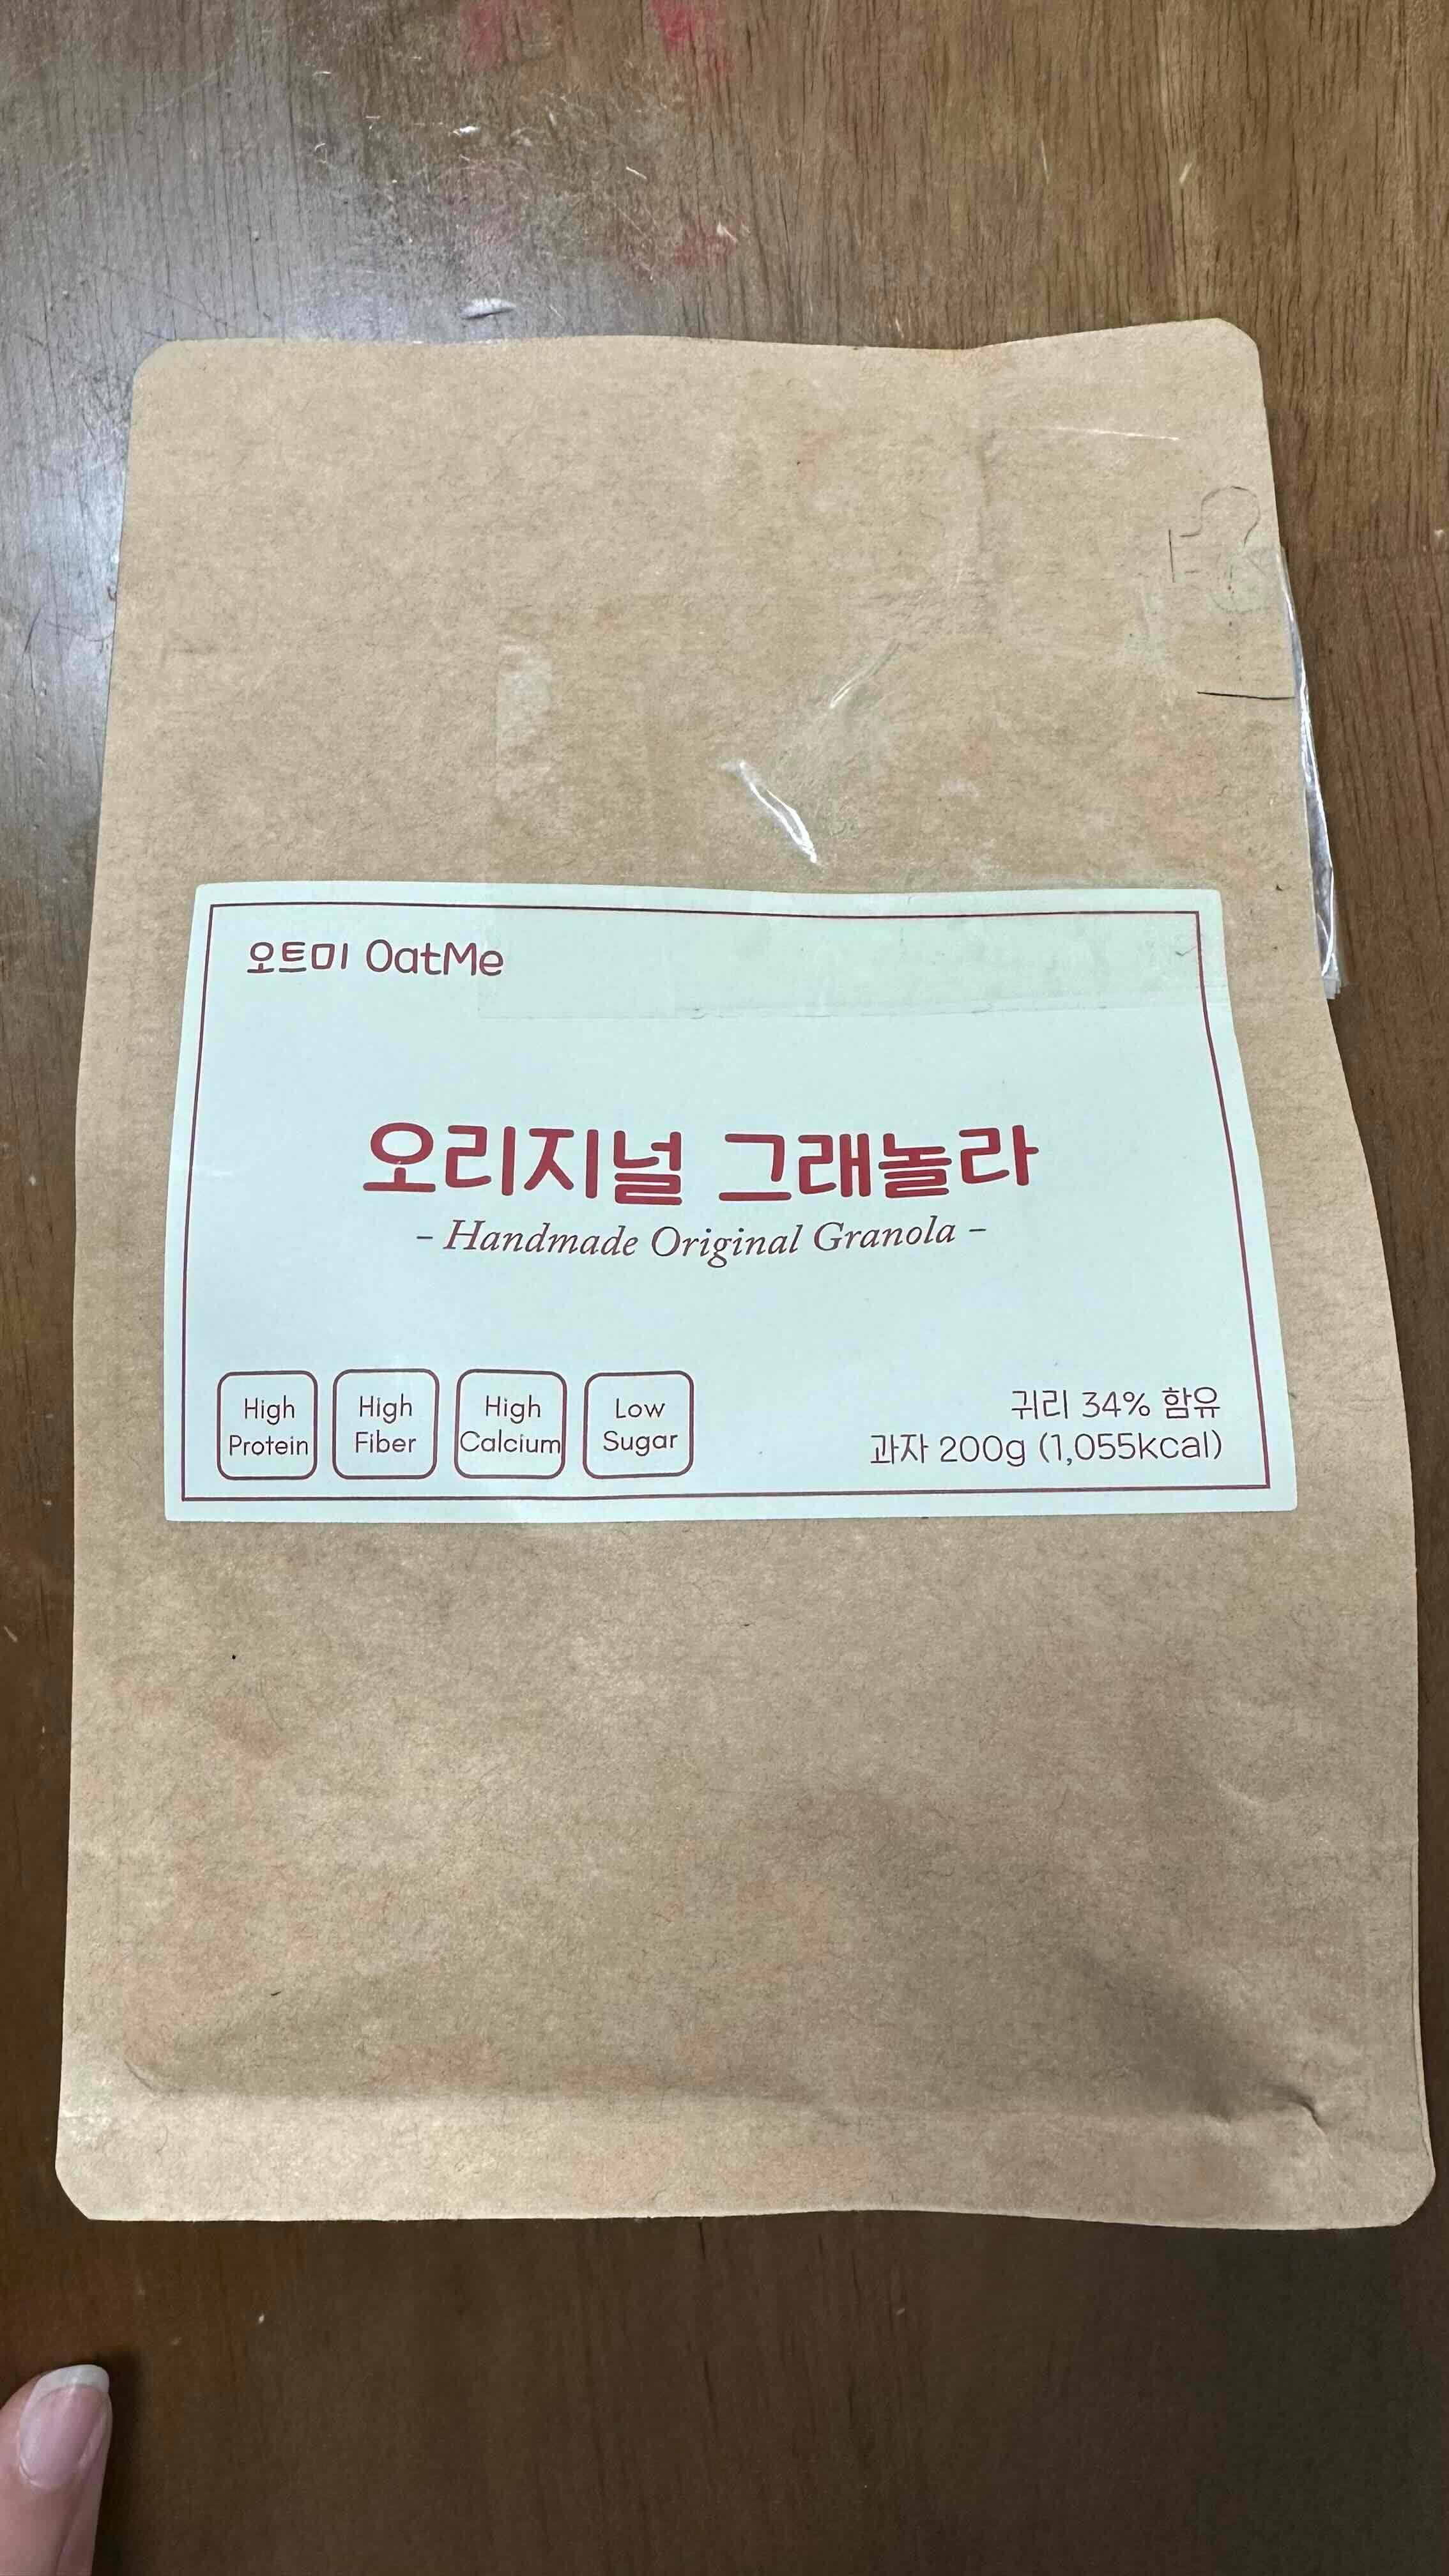 오트미 OatMe
오리지널 그래놀라
- Handmade Original Granola -
High
Protein
High
Fiber
High
Calcium
Low
Sugar
귀리 34% 함유
과자 200g (1,055kcal)